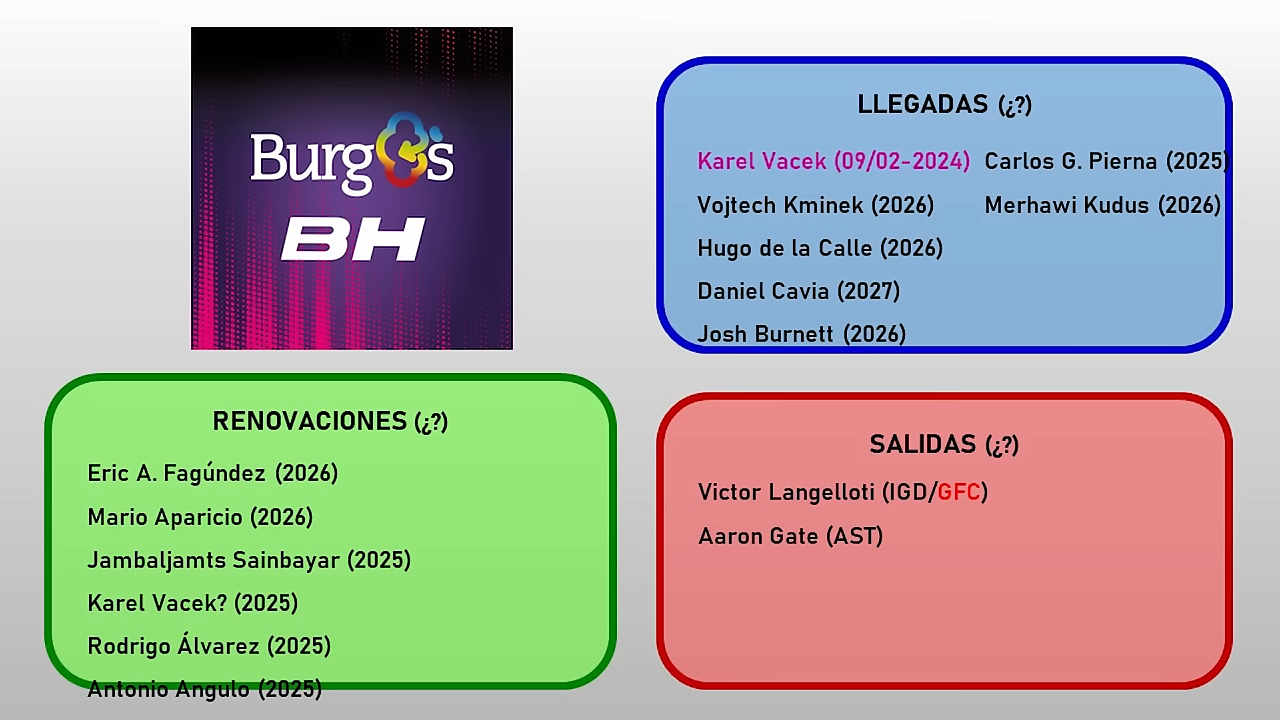 Burgos
BH
LLEGADAS (¿?)
Karel Vacek (09/02-2024) Carlos G. Pierna (2025)
Vojtech Kminek (2026) Merhawi Kudus (2026)
Hugo de la Calle (2026)
Daniel Cavia (2027)
Josh Burnett (2026)
RENOVACIONES (¿?)
Eric A. Fagúndez (2026)
Mario Aparicio (2026)
Jambaljamts Sainbayar (2025)
Karel Vacek? (2025)
Rodrigo Álvarez (2025)
Antonio Angulo (2025)
SALIDAS (¿?)
Victor Langelloti (IGD/GFC)
Aaron Gate (AST)